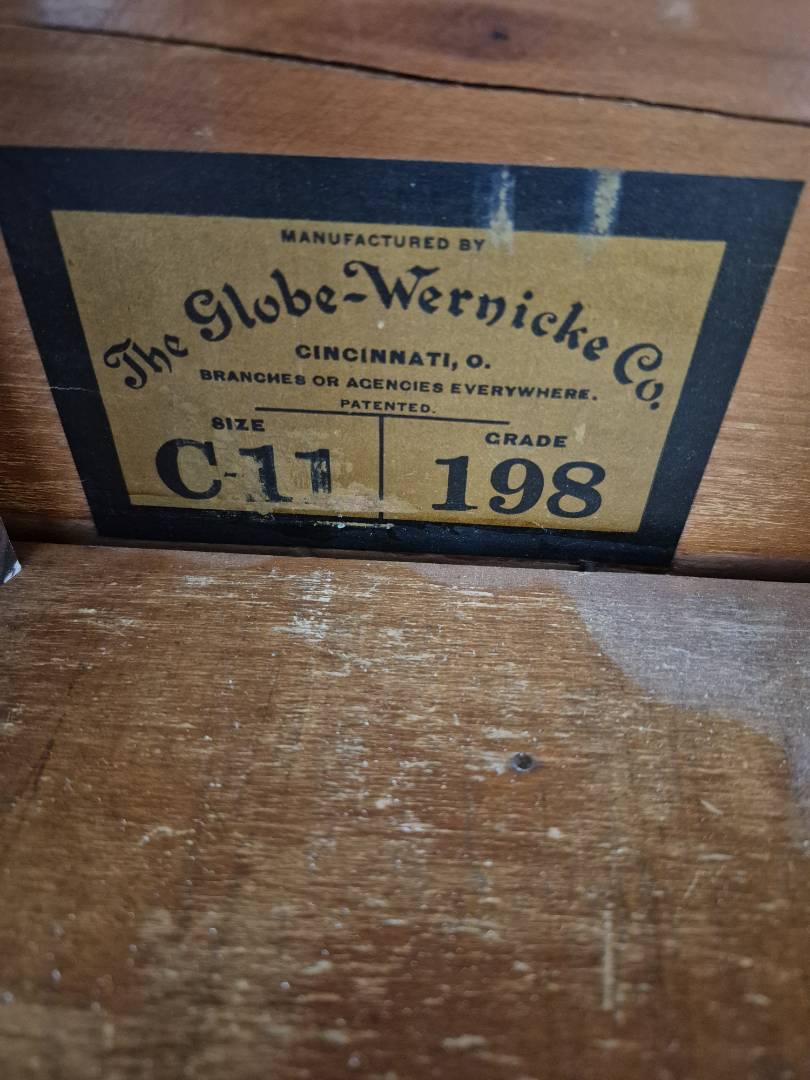 MANUFACTURED BY
The Globe-Wernicke Co.
CINCINNATI, O.
BRANCHES OR AGENCIES EVERYWHERE.
PATENTED.
SIZE
C-11
GRADE
198